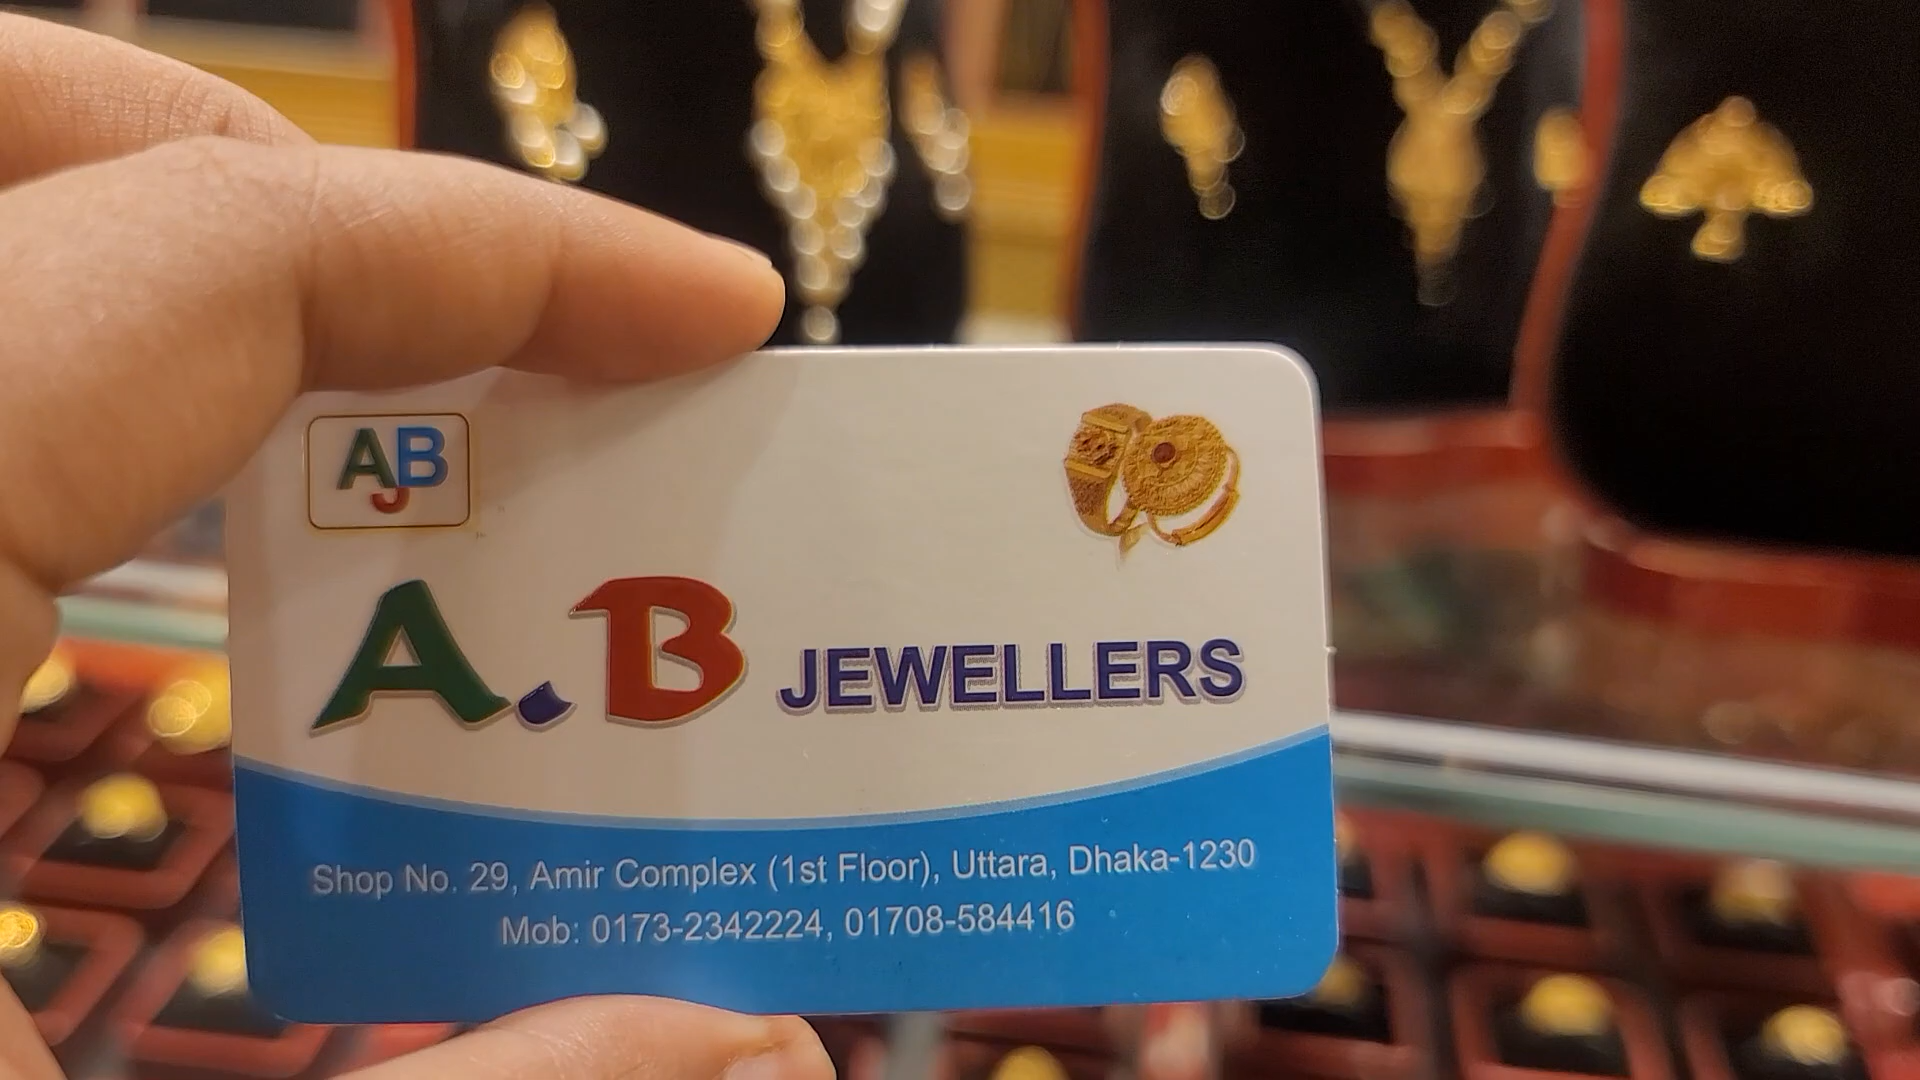 AJB
A.B JEWELLERS
Shop No. 29, Amir Complex (1st Floor), Uttara, Dhaka-1230
Mob: 0173-2342224, 01708-584416